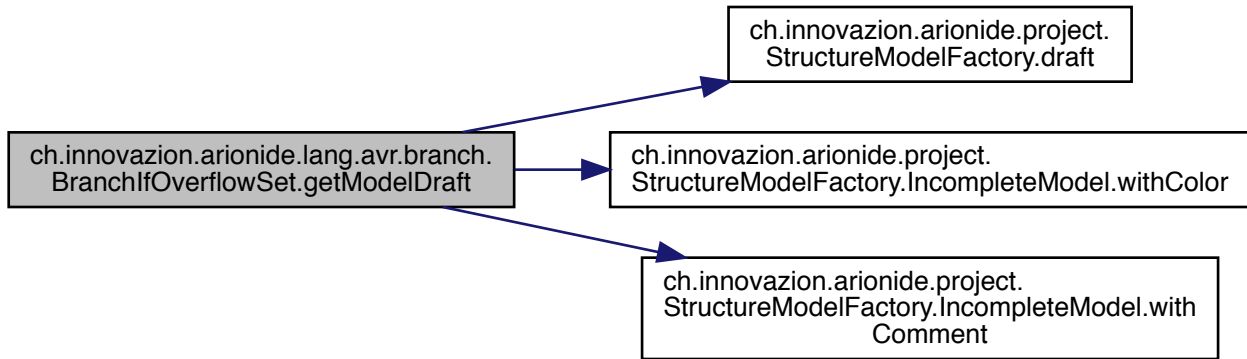 ch.innovazion.arionide.project.
StructureModelFactory.draft
ch.innovazion.arionide.lang.avr.branch.
BranchIfOverflowSet.getModelDraft
ch.innovazion.arionide.project.
StructureModelFactory.IncompleteModel.withColor
ch.innovazion.arionide.project.
StructureModelFactory.IncompleteModel.with
Comment